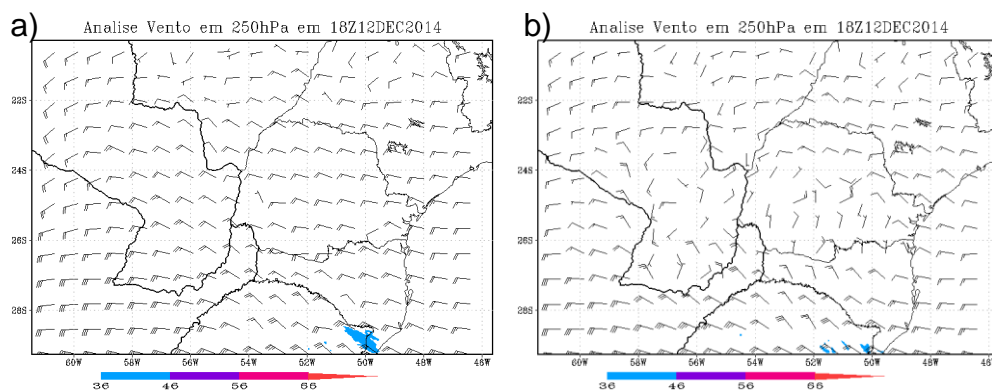 a)
Analise Vento em 250hPa em 18Z12DEC2014
22S
24S
26S
28S
60W 58W 56W 54W 52W 50W 48W 46W
36 46 56 66
b)
Analise Vento em 250hPa em 18Z12DEC2014
22S
24S
26S
28S
60W 58W 56W 54W 52W 50W 48W 46W
36 46 56 66